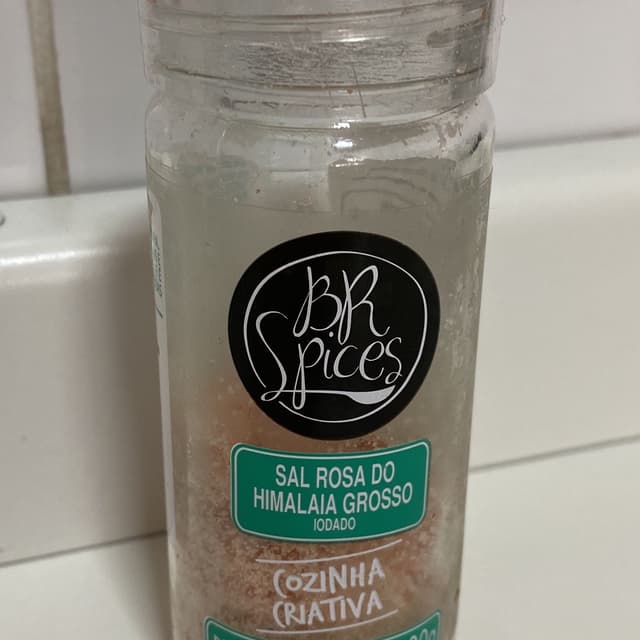 BR
Spices
SAL ROSA DO
HIMALAIA GROSSO
IODADO
COZINHA
CRIATIVA